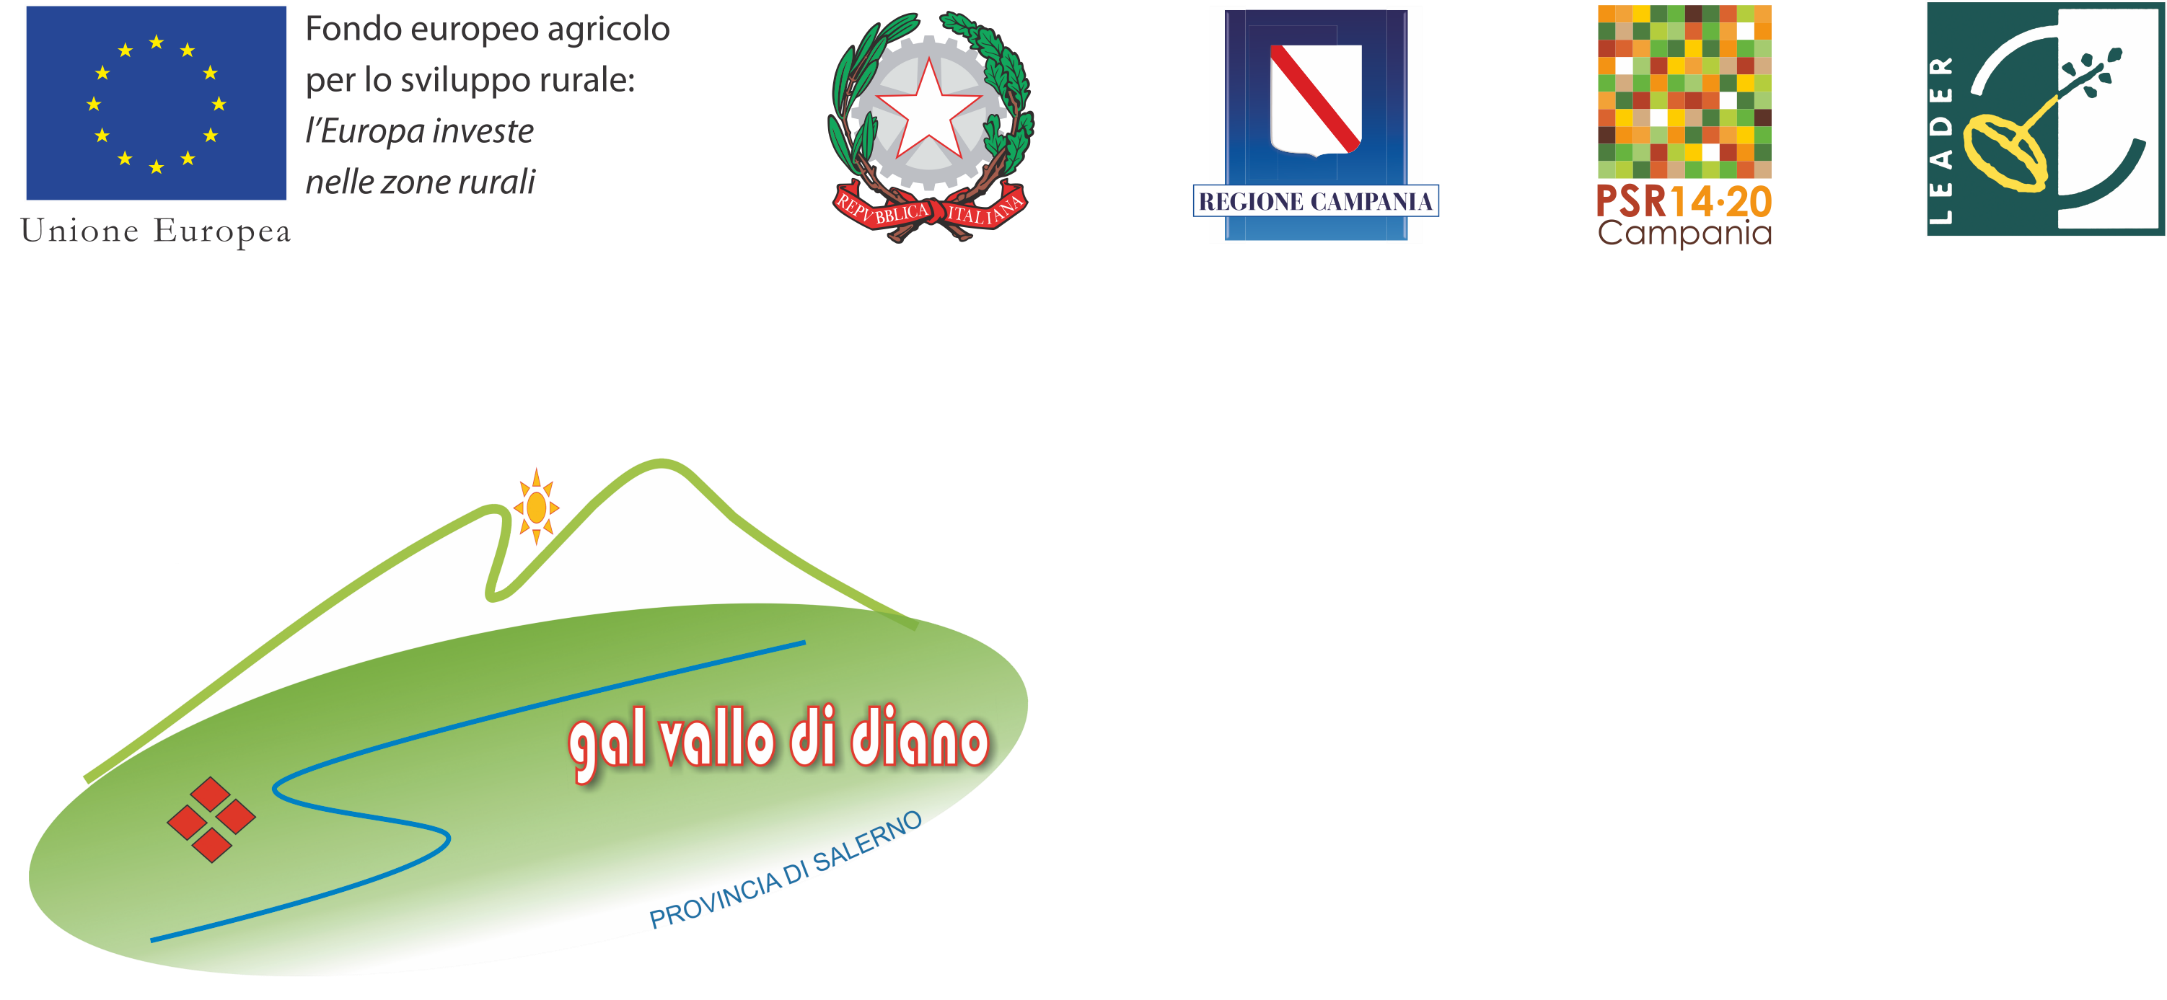 Fondo europeo agricolo
per lo sviluppo rurale:
l'Europa investe
nelle zone rurali
Unione Europea
REPVBBLICA ITALIANA
REGIONE CAMPANIA
PSR14·20
Campania
LEADER
gal vallo di diano
PROVINCIA DI SALERNO